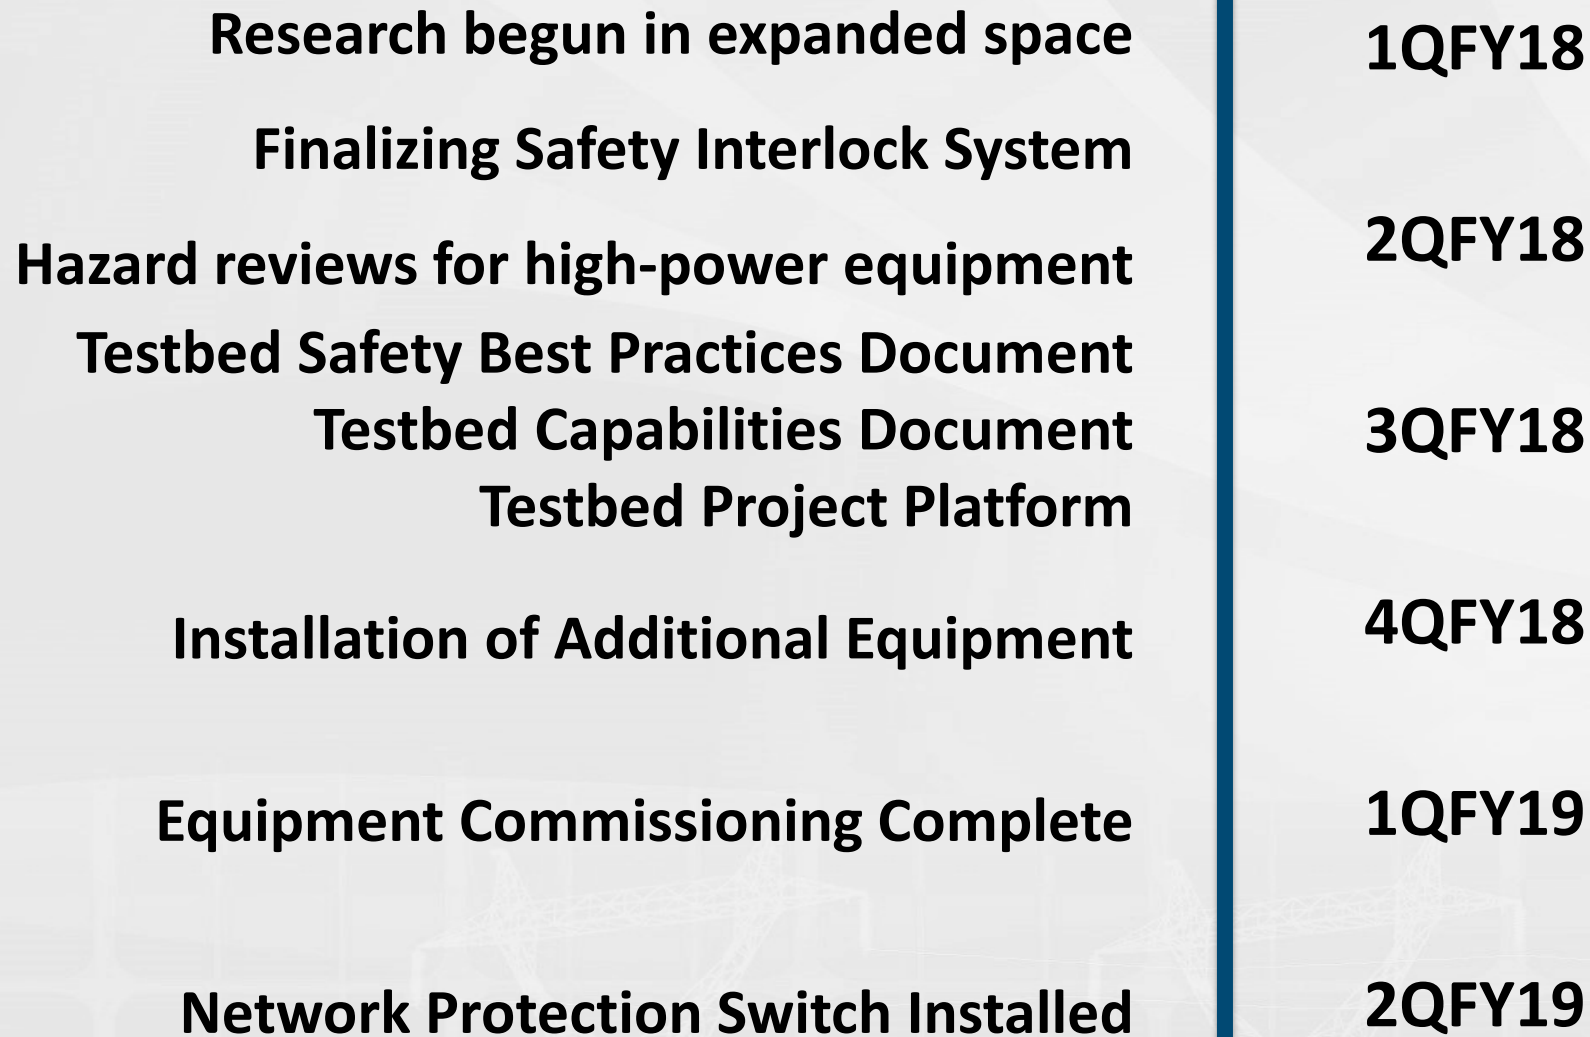 Research begun in expanded space
1QFY18
Finalizing Safety Interlock System
2QFY18
Hazard reviews for high-power equipment
Testbed Safety Best Practices Document
Testbed Capabilities Document
3QFY18
Testbed Project Platform
Installation of Additional Equipment
4QFY18
Equipment Commissioning Complete
1QFY19
Network Protection Switch Installed
2QFY19